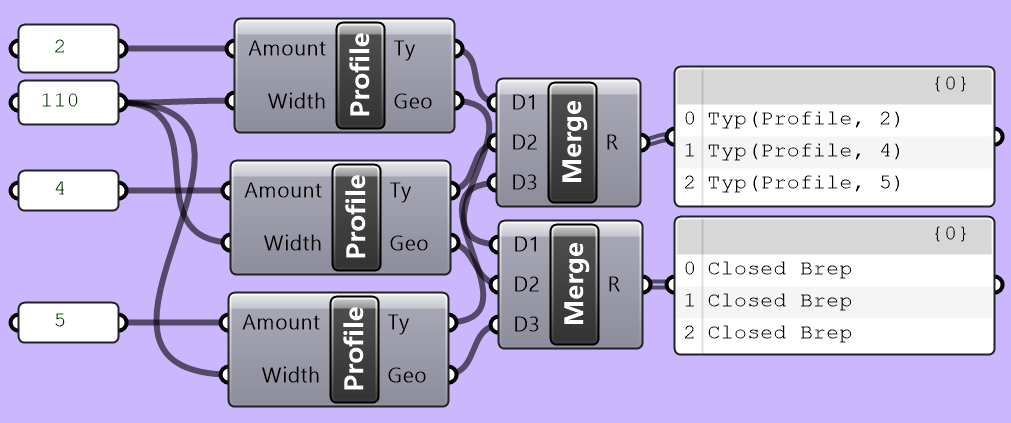 2
110
4
5
Amount
Width
Profile
Ty
Geo
Amount
Width
Profile
Ty
Geo
Amount
Width
Profile
Ty
Geo
D1
D2
D3
Merge
R
D1
D2
D3
Merge
R
{0}
0 Typ(Profile, 2)
1 Typ(Profile, 4)
2 Typ(Profile, 5)
{0}
0 Closed Brep
1 Closed Brep
2 Closed Brep